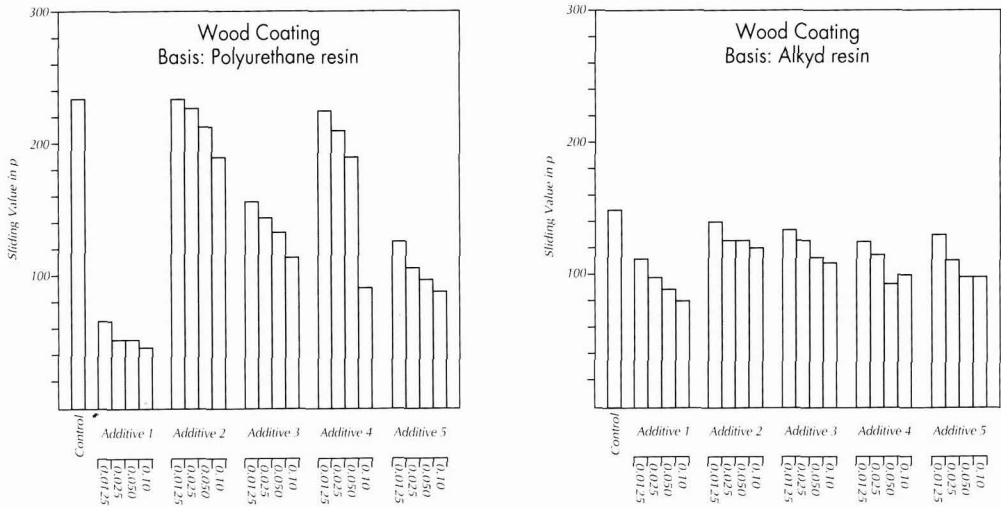 300
Wood Coating
Basis: Polyurethane resin
200
Sliding Value in p
100
Control
Additive 1
Additive 2
Additive 3
Additive 4
Additive 5
0.0125
0.025
0.050
0.10
0.0125
0.025
0.050
0.10
0.0125
0.025
0.050
0.10
0.0125
0.025
0.050
0.10
0.0125
0.025
0.050
0.10
300
Wood Coating
Basis: Alkyd resin
200
Sliding Value in p
100
Control
Additive 1
Additive 2
Additive 3
Additive 4
Additive 5
0.0125
0.025
0.050
0.10
0.0125
0.025
0.050
0.10
0.0125
0.025
0.050
0.10
0.0125
0.025
0.050
0.10
0.0125
0.025
0.050
0.10